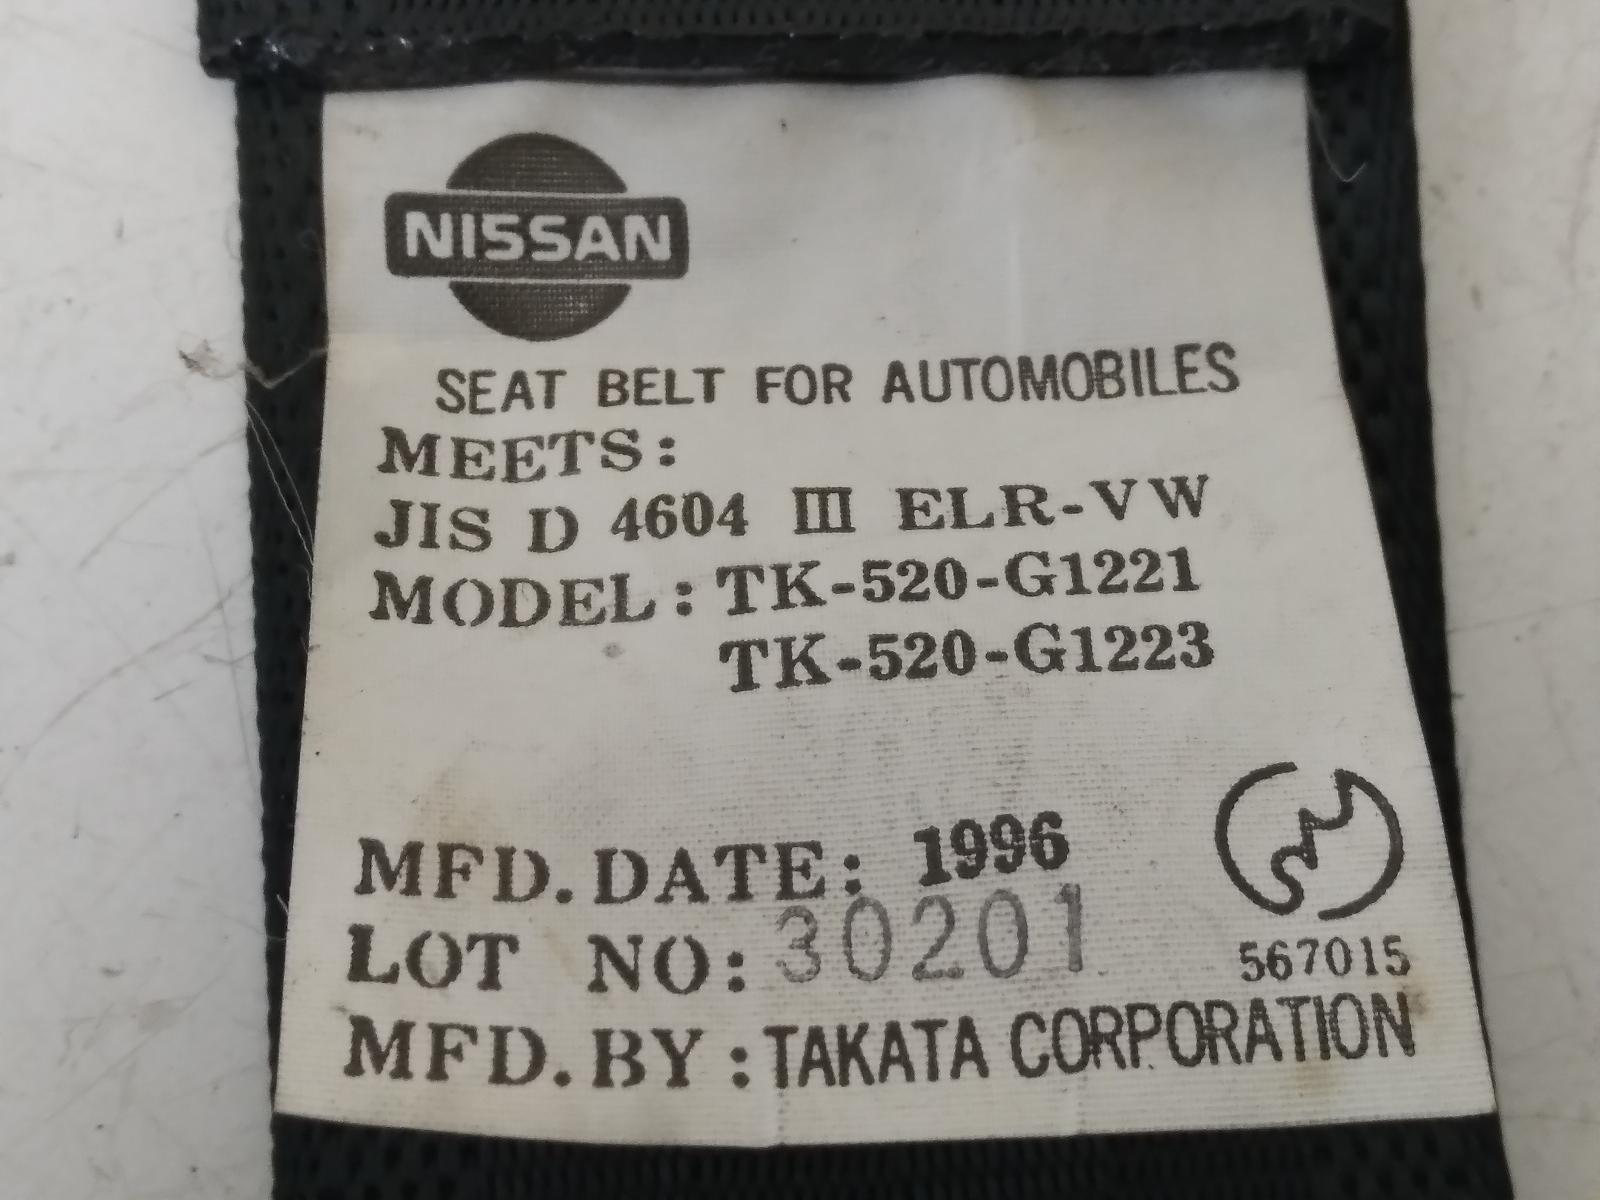 NISSAN
SEAT BELT FOR AUTOMOBILES
MEETS:
JIS D 4604 III ELR-VW
MODEL: TK-520-G1221
TK-520-G1223
MFD. DATE: 1996
LOT NO: 30201
567015
MFD. BY: TAKATA CORPORATION